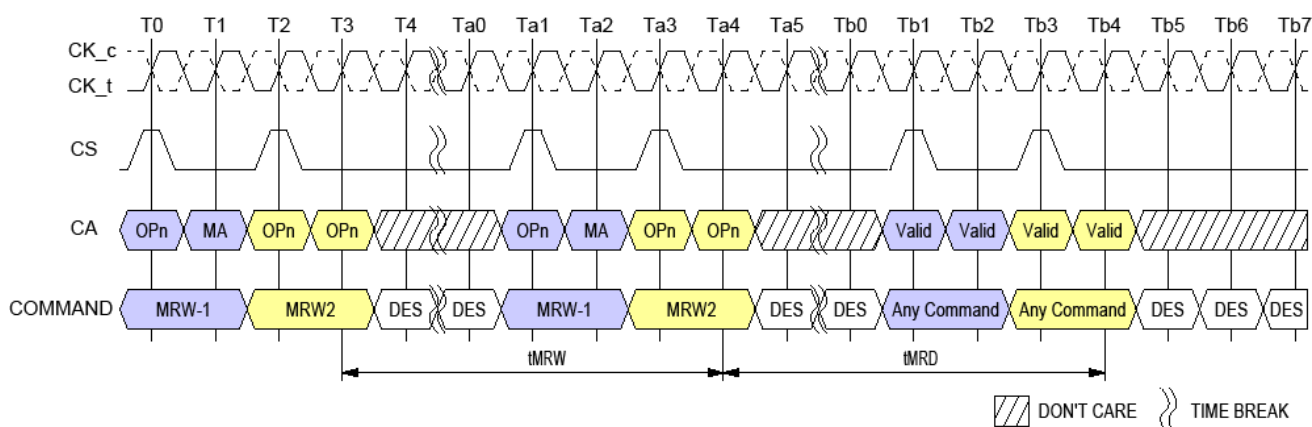 T0 T1 T2 T3 T4 Ta0 Ta1 Ta2 Ta3 Ta4 Ta5 Tb0 Tb1 Tb2 Tb3 Tb4 Tb5 Tb6 Tb7
CK_c
CK_t
CS
CA OPn MA OPn OPn OPn MA OPn OPn Valid Valid Valid Valid
COMMAND MRW-1 MRW2 DES DES MRW-1 MRW2 DES DES Any Command Any Command DES DES DES
tMRW tMRD
DON'T CARE TIME BREAK